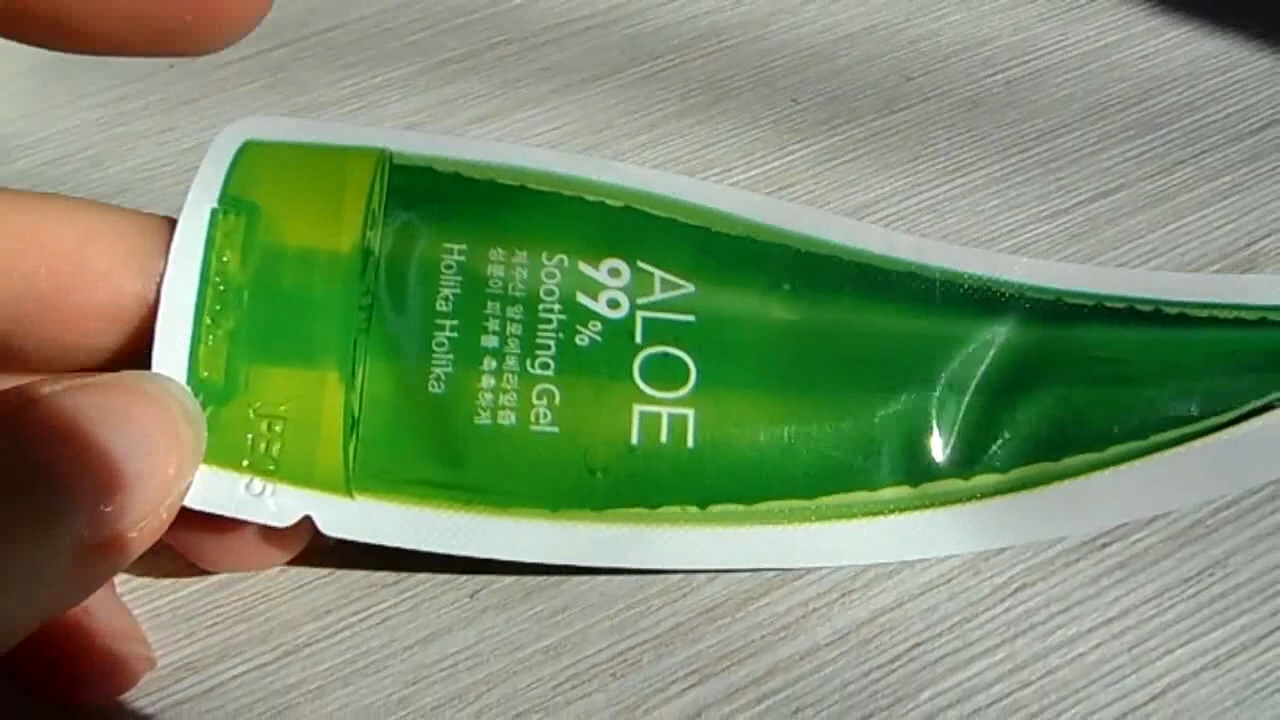 ALOE
99%
Soothing Gel
제주산 알로에베라잎즙
성분이 피부를 촉촉하게
Holika Holika